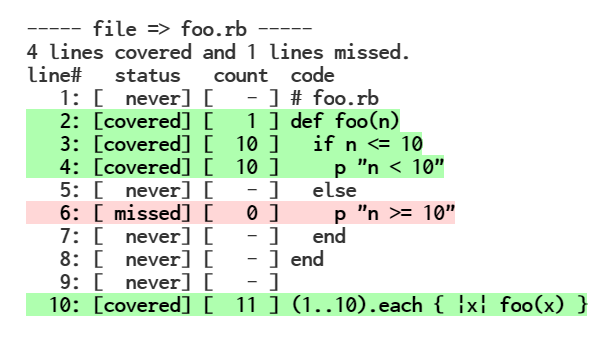 ----- file => foo.rb -----
4 lines covered and 1 lines missed.
line#   status   count  code
   1: [  never] [   - ] # foo.rb
   2: [covered] [   1 ] def foo(n)
   3: [covered] [  10 ]   if n <= 10
   4: [covered] [  10 ]     p "n < 10"
   5: [  never] [   - ]   else
   6: [ missed] [   0 ]     p "n >= 10"
   7: [  never] [   - ]   end
   8: [  never] [   - ] end
   9: [  never] [   - ]
  10: [covered] [  11 ] (1..10).each { |x| foo(x) }